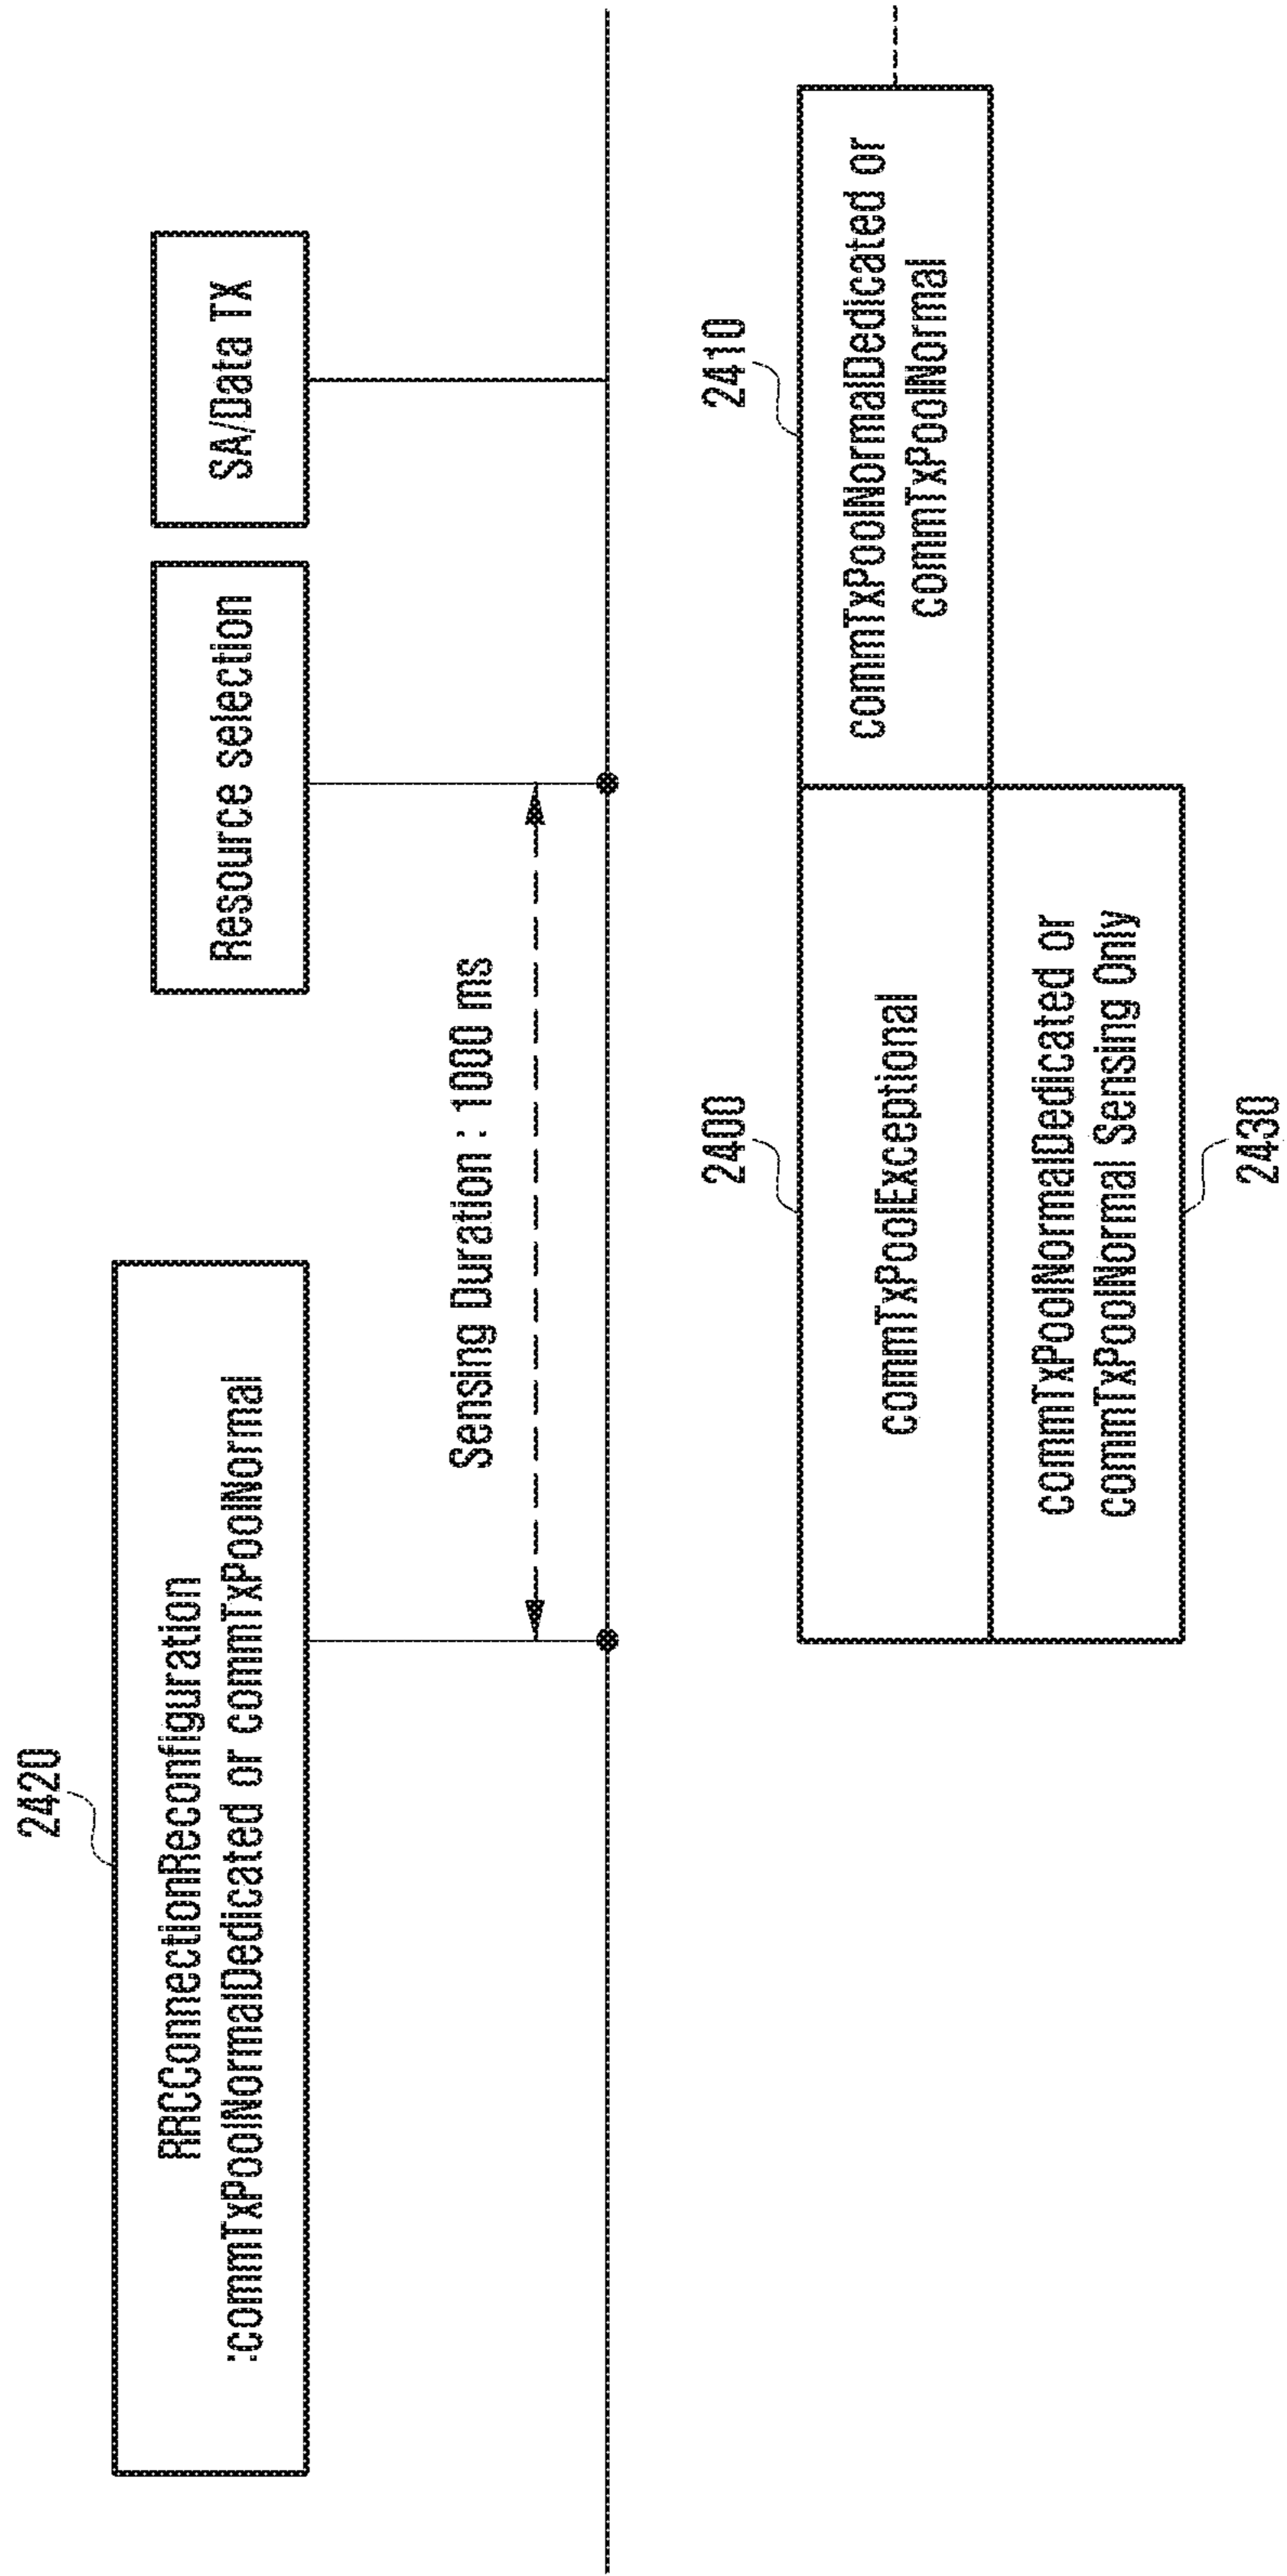 2420
RRCConnectionReconfiguration
:commTxPoolNormalDedicated or commTxPoolNormal
Resource selection
SA/Data TX
Sensing Duration : 1000 ms
2400
commTxPoolExceptional
2410
commTxPoolNormalDedicated or
commTxPoolNormal
commTxPoolNormalDedicated or
commTxPoolNormal Sensing Only
2430